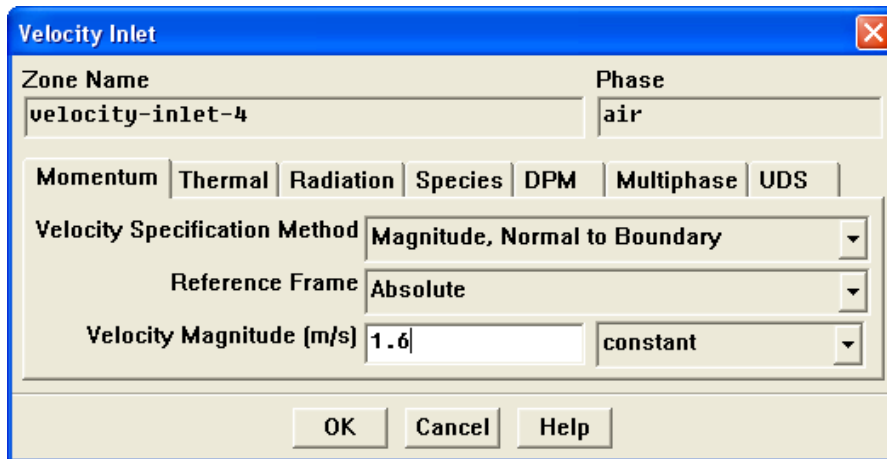 Velocity Inlet
Zone Name Phase
velocity-inlet-4 air
Momentum Thermal Radiation Species DPM Multiphase UDS
Velocity Specification Method Magnitude, Normal to Boundary
Reference Frame Absolute
Velocity Magnitude (m/s) 1.6 constant
OK Cancel Help